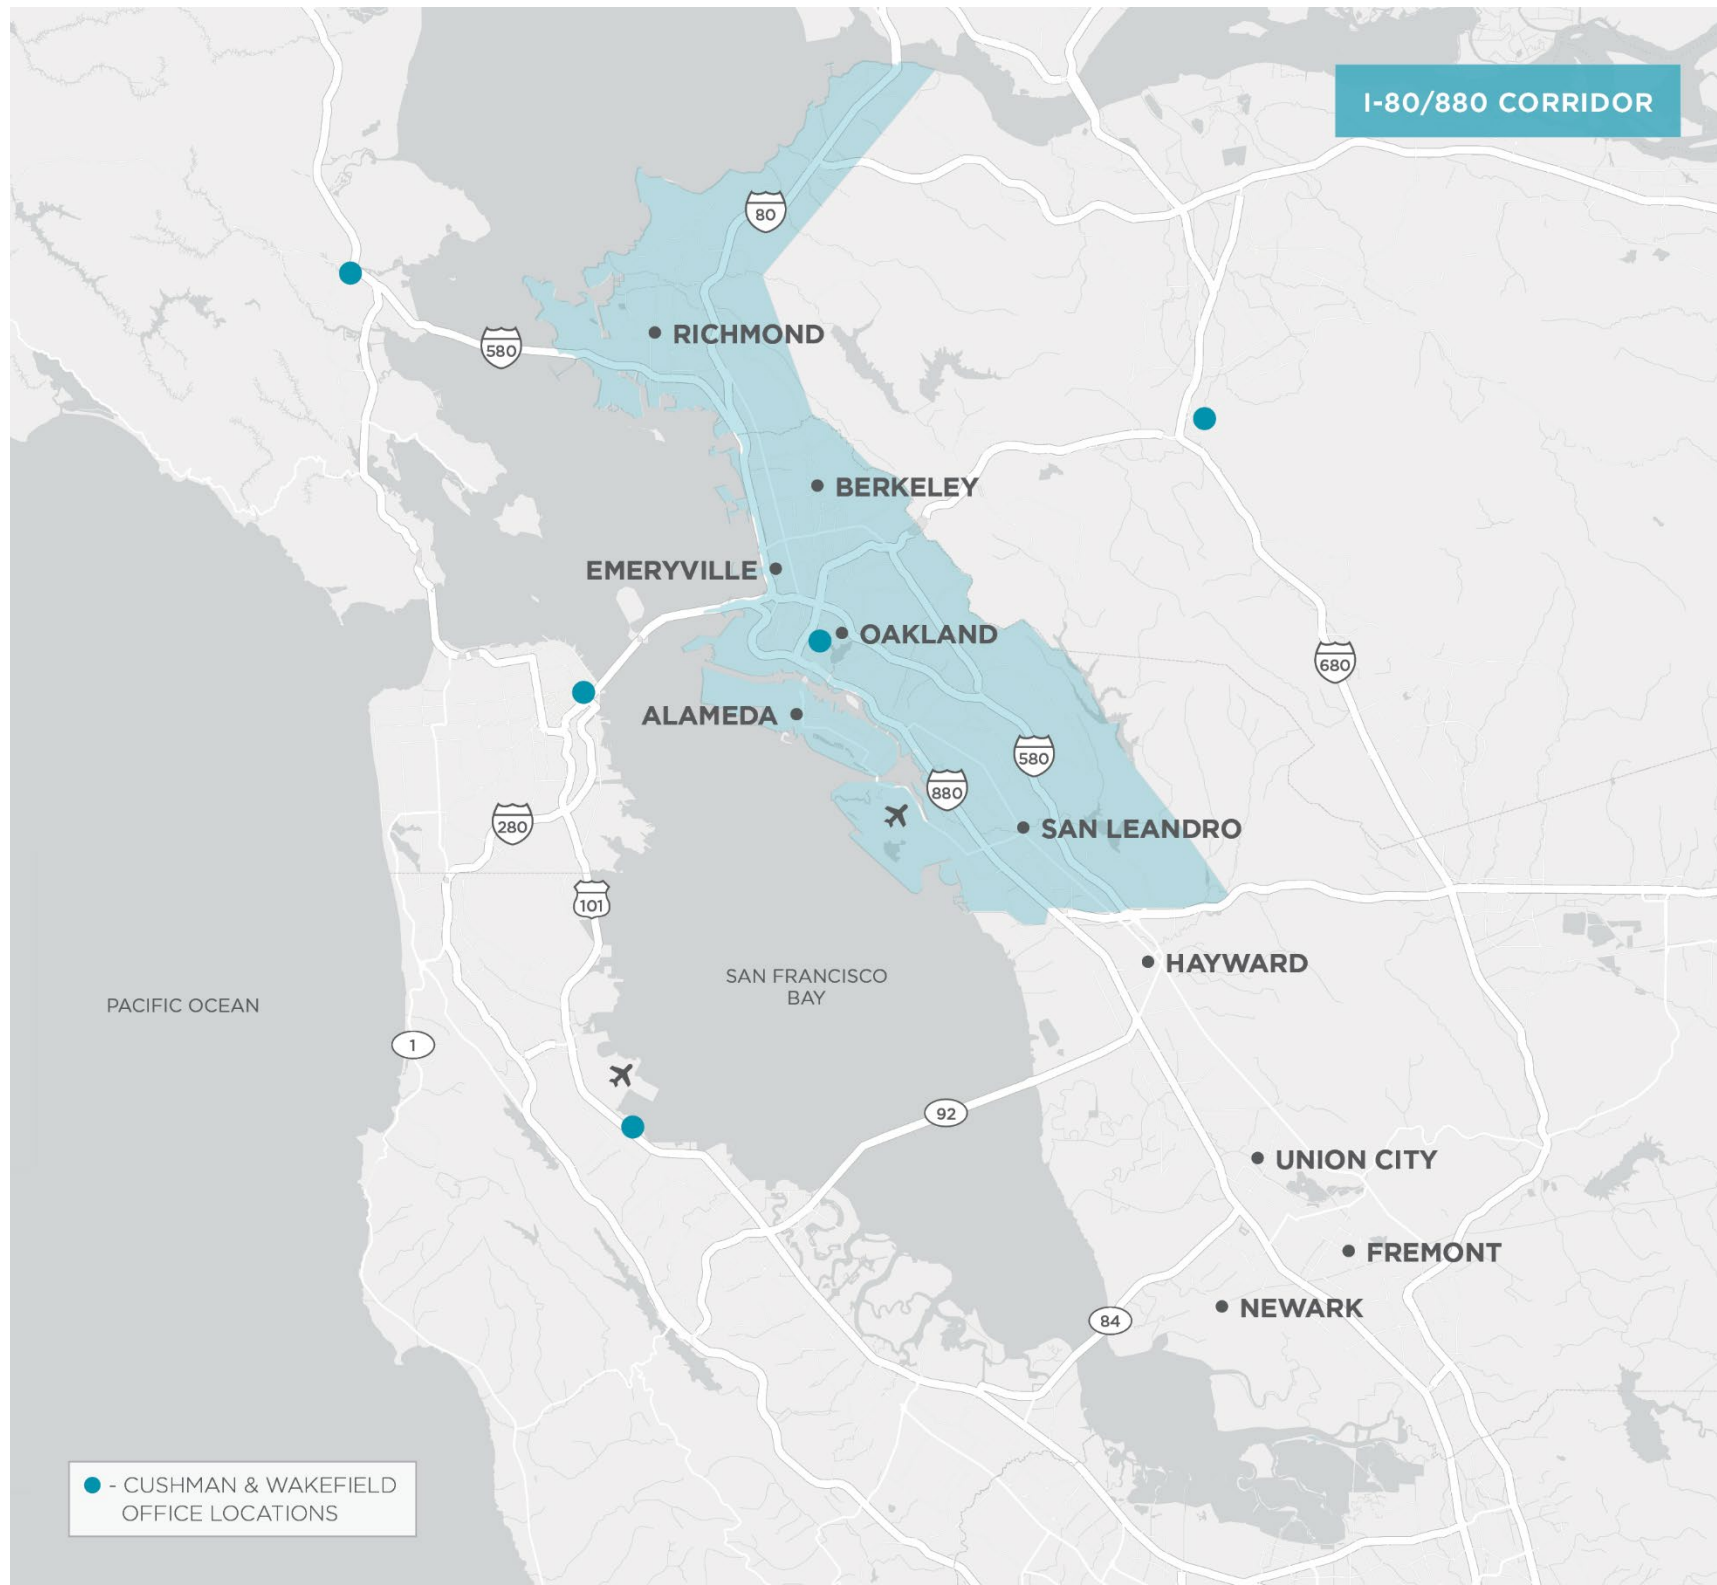 I-80/880 CORRIDOR
80
RICHMOND
580
BERKELEY
EMERYVILLE
OAKLAND
680
ALAMEDA
580
880
280
SAN LEANDRO
101
HAYWARD
SAN FRANCISCO
BAY
PACIFIC OCEAN
1
92
UNION CITY
FREMONT
NEWARK
84
- CUSHMAN & WAKEFIELD
OFFICE LOCATIONS